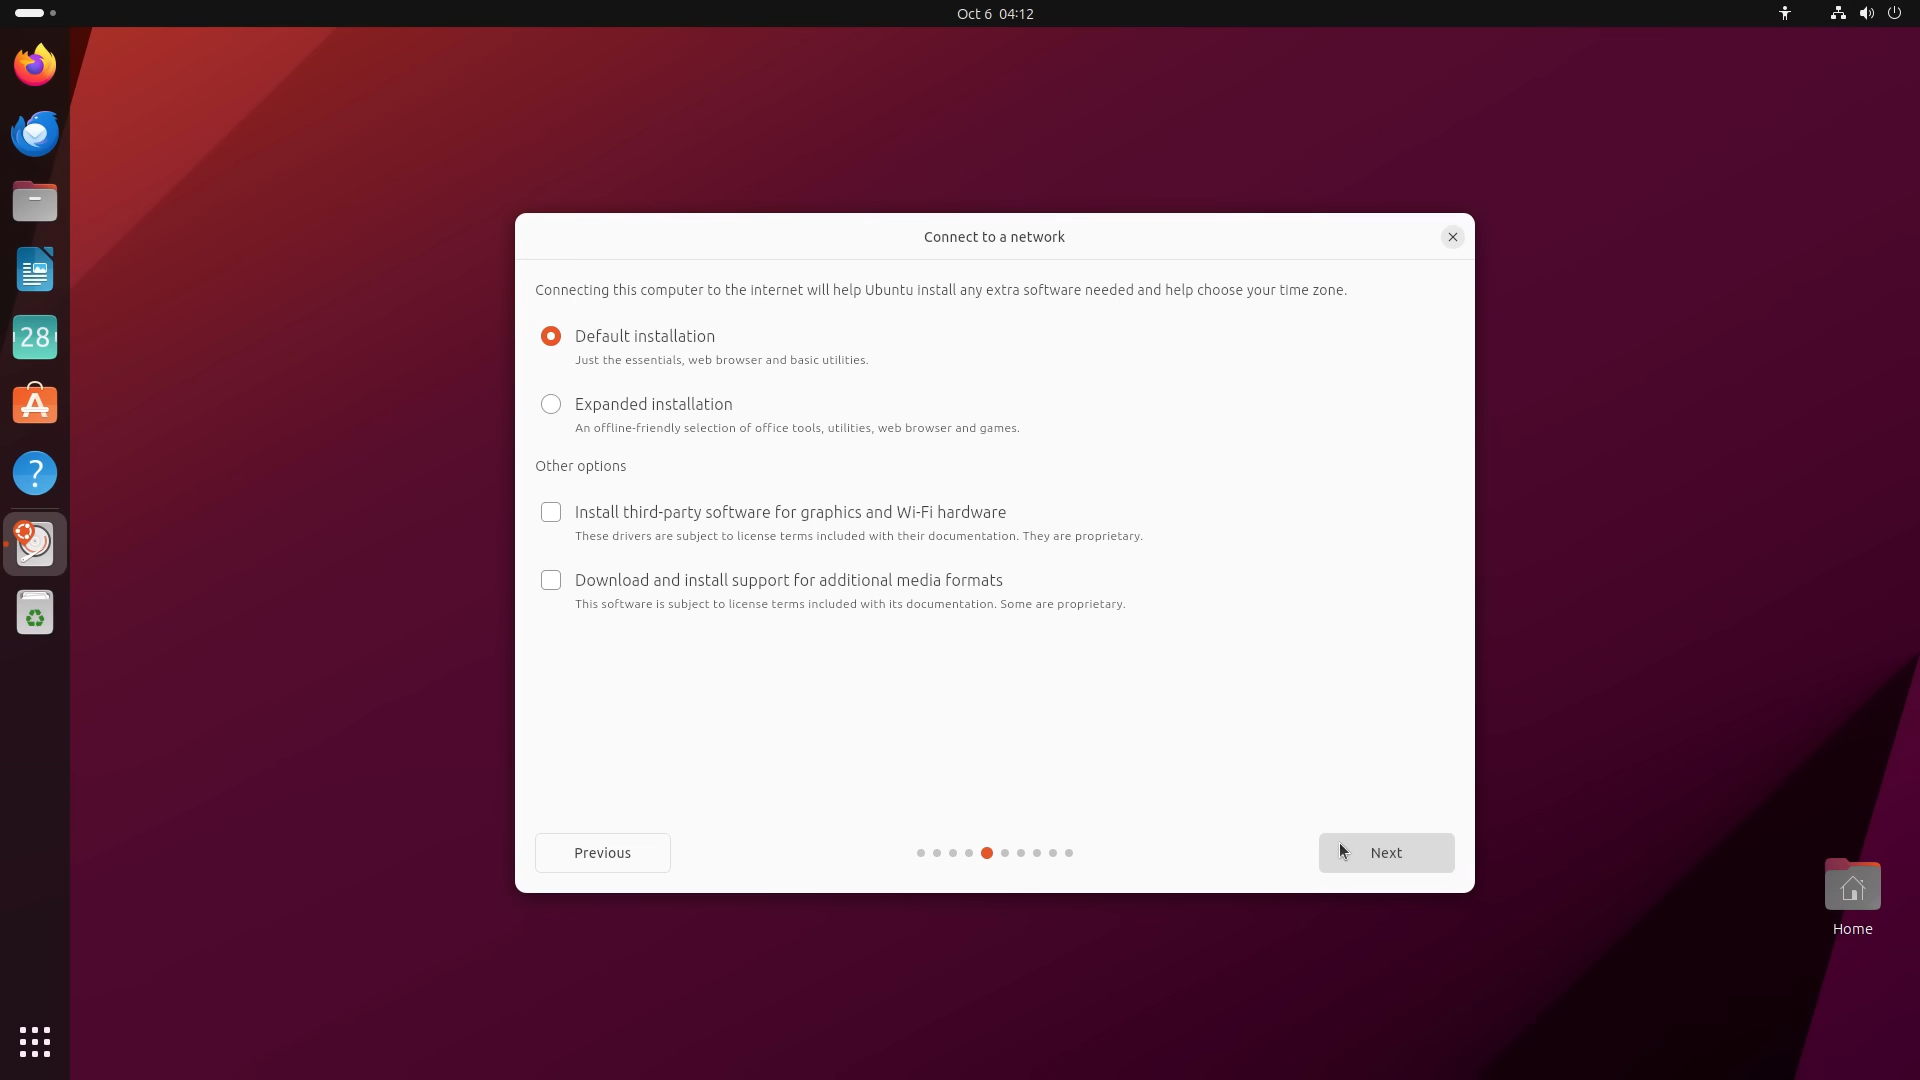 Oct 6 04:12
28
?
Connect to a network
Connecting this computer to the internet will help Ubuntu install any extra software needed and help choose your time zone.
Default installation
Just the essentials, web browser and basic utilities.
Expanded installation
An offline-friendly selection of office tools, utilities, web browser and games.
Other options
Install third-party software for graphics and Wi-Fi hardware
These drivers are subject to license terms included with their documentation. They are proprietary.
Download and install support for additional media formats
This software is subject to license terms included with its documentation. Some are proprietary.
Previous
Next
Home